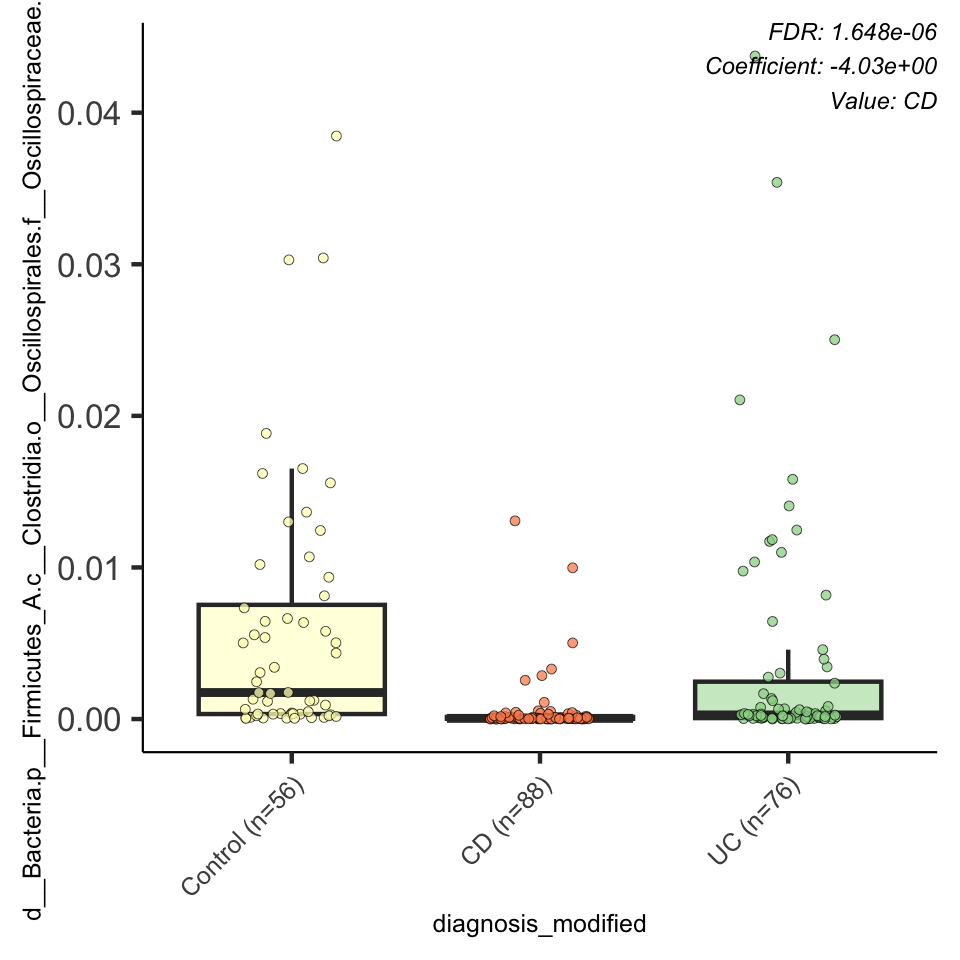 FDR: 1.648e-06
Coefficient: -4.03e+00
Value: CD
d__Bacteria.p__Firmicutes_A.c__Clostridia.o__Oscillospirales.f__Oscillospiraceae.
0.04
0.03
0.02
0.01
0.00
Control (n=56)
CD (n=88)
UC (n=76)
diagnosis_modified